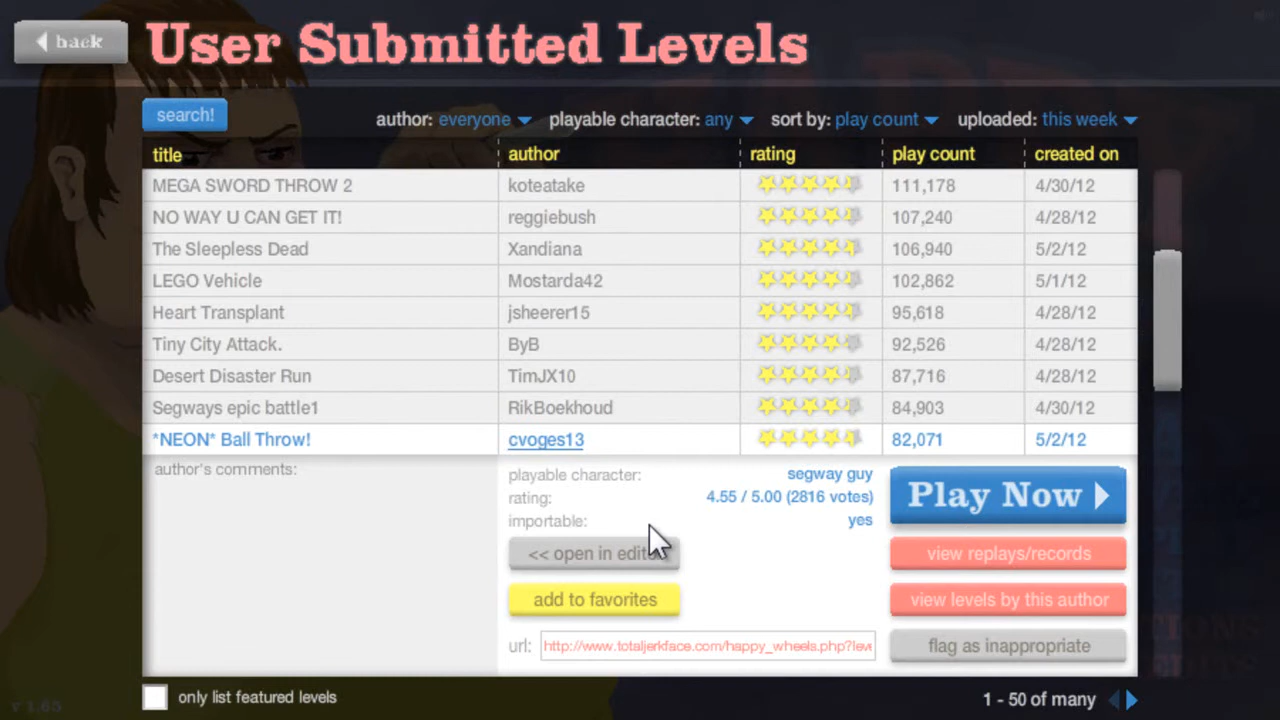 back
User Submitted Levels
search!
author: everyone playable character: any sort by: play count uploaded: this week
title author rating play count created on
MEGA SWORD THROW 2 koteatake 111,178 4/30/12
NO WAY U CAN GET IT! reggiebush 107,240 4/28/12
The Sleepless Dead Xandiana 106,940 5/2/12
LEGO Vehicle Mostarda42 102,862 5/1/12
Heart Transplant jsheerer15 95,618 4/28/12
Tiny City Attack. ByB 92,526 4/28/12
Desert Disaster Run TimJX10 87,716 4/28/12
Segways epic battle1 RikBoekhoud 84,903 4/30/12
*NEON* Ball Throw! cvoges13 82,071 5/2/12
author's comments:
playable character: segway guy
rating: 4.55 / 5.00 (2816 votes)
importable: yes
<< open in edit
add to favorites
url: http://www.totaljerkface.com/happy_wheels.php?leve
Play Now
view replays/records
view levels by this author
flag as inappropriate
only list featured levels
1 - 50 of many
v 1.65